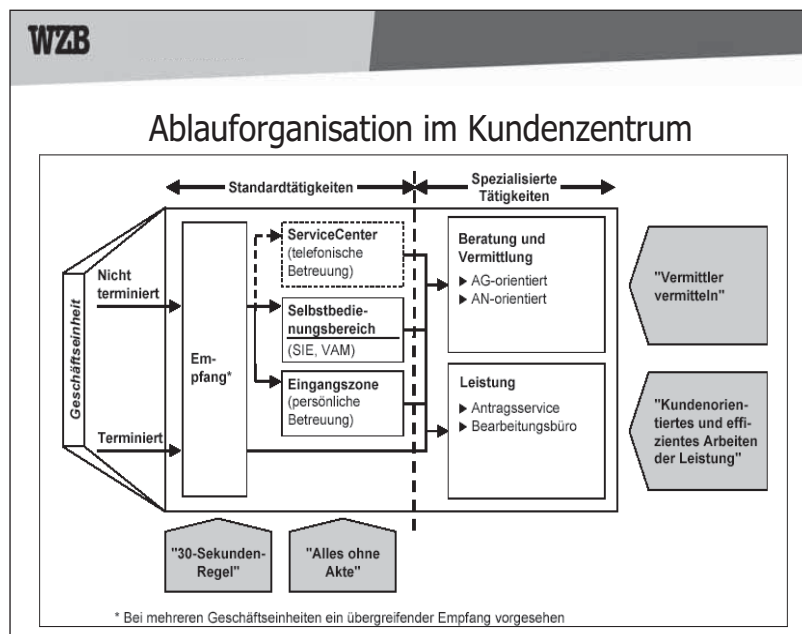 WZB
Ablauforganisation im Kundenzentrum
Standardtätigkeiten
Spezialisierte
Tätigkeiten
Geschäftseinheit
Nicht
terminiert
Terminiert
Em-
pfang*
ServiceCenter
(telefonische
Betreuung)
Selbstbedie-
nungsbereich
(SIE, VAM)
Eingangszone
(persönliche
Betreuung)
Beratung und
Vermittlung
▶ AG-orientiert
▶ AN-orientiert
Leistung
▶ Antragsservice
▶ Bearbeitungsbüro
"Vermittler
vermitteln"
"Kundenorien-
tiertes und effi-
zientes Arbeiten
der Leistung"
"30-Sekunden-
Regel"
"Alles ohne
Akte"
* Bei mehreren Geschäftseinheiten ein übergreifender Empfang vorgesehen